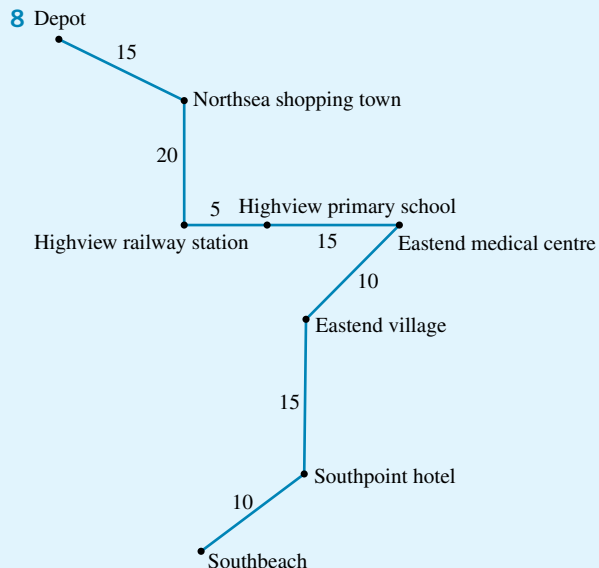 8 Depot
15
Northsea shopping town
20
5
Highview primary school
Highview railway station
15
Eastend medical centre
10
Eastend village
15
Southpoint hotel
10
Southbeach